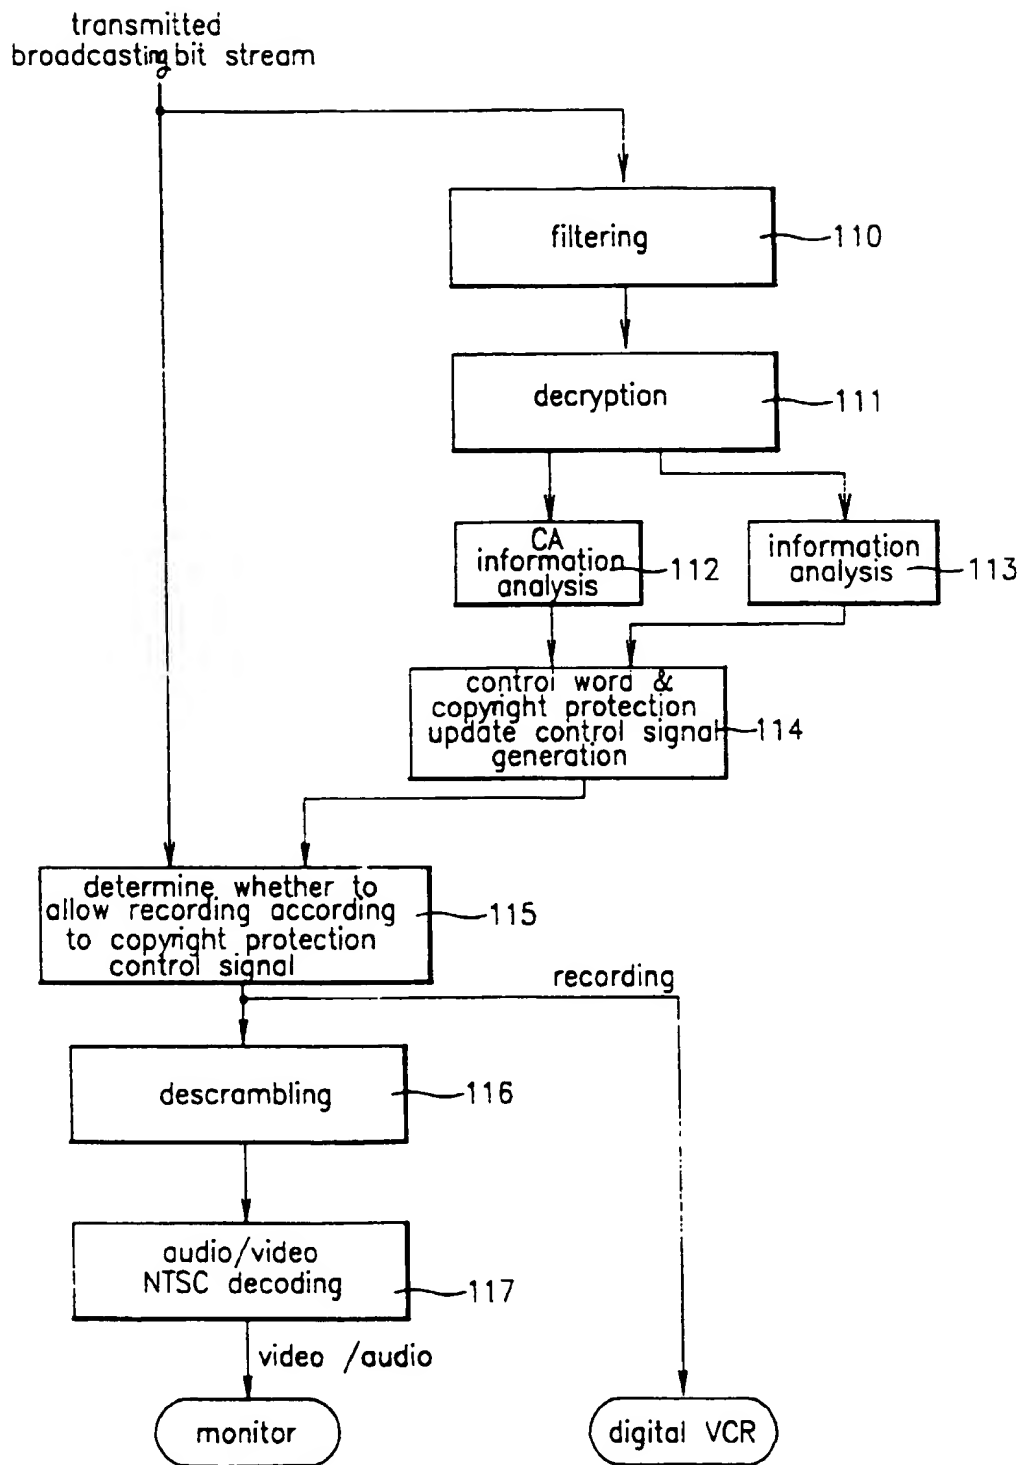 transmitted
broadcasting bit stream
filtering
110
decryption
111
CA
information
analysis
112
information
analysis
113
control word &
copyright protection
update control signal
generation
114
determine whether to
allow recording according
to copyright protection
control signal
115
recording
descrambling
116
audio/video
NTSC decoding
117
video /audio
monitor
digital VCR